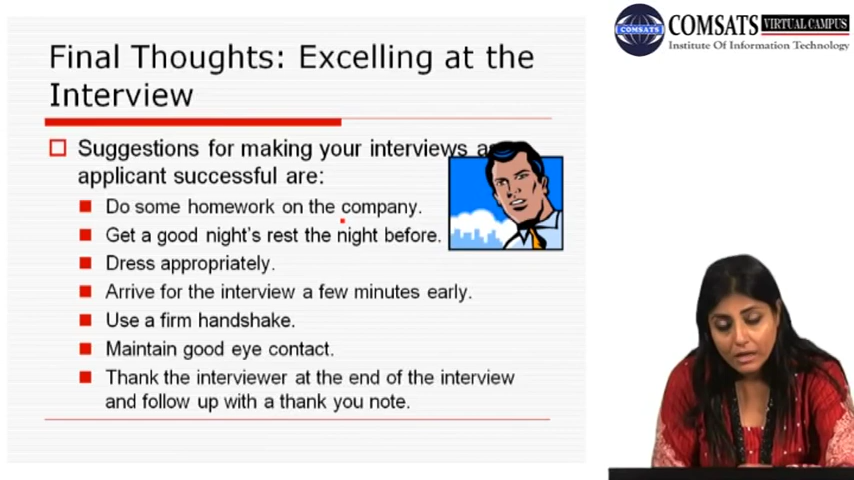 Final Thoughts: Excelling at the
Interview
Suggestions for making your interviews as
applicant successful are:
Do some homework on the company.
Get a good night's rest the night before.
Dress appropriately.
Arrive for the interview a few minutes early.
Use a firm handshake.
Maintain good eye contact.
Thank the interviewer at the end of the interview
and follow up with a thank you note.
COMSATS
COMSATS VIRTUAL CAMPUS
Institute Of Information Technology